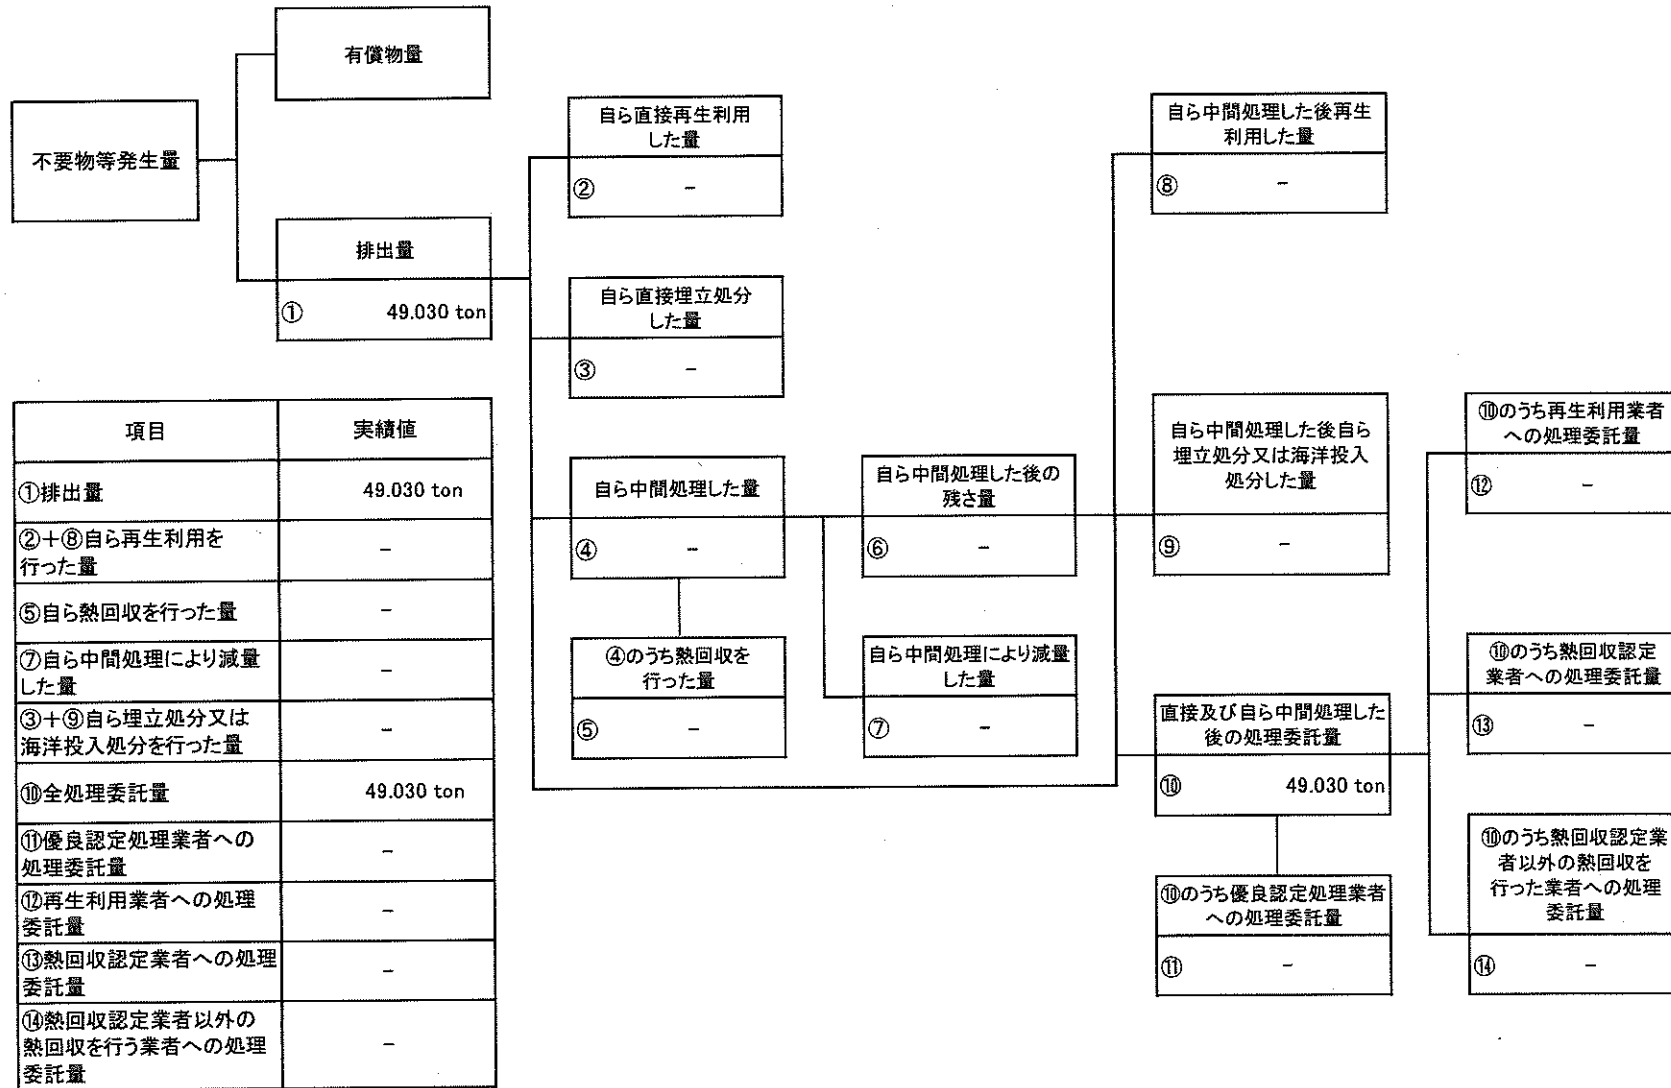 不要物等発生量
有償物量
排出量
① 49.030 ton
自ら直接再生利用
した量
② －
自ら直接埋立処分
した量
③ －
自ら中間処理した量
④ －
④のうち熱回収を
行った量
⑤ －
自ら中間処理した後の
残さ量
⑥ －
自ら中間処理により減量
した量
⑦ －
自ら中間処理した後再生
利用した量
⑧ －
自ら中間処理した後自ら
埋立処分又は海洋投入
処分した量
⑨ －
直接及び自ら中間処理した
後の処理委託量
⑩ 49.030 ton
⑩のうち優良認定処理業者
への処理委託量
⑪ －
⑩のうち再生利用業者
への処理委託量
⑫ －
⑩のうち熱回収認定
業者への処理委託量
⑬ －
⑩のうち熱回収認定業
者以外の熱回収を
行った業者への処理
委託量
⑭ －
項目 実績値
①排出量 49.030 ton
②＋⑧自ら再生利用を
行った量 －
⑤自ら熱回収を行った量 －
⑦自ら中間処理により減量
した量 －
③＋⑨自ら埋立処分又は
海洋投入処分を行った量 －
⑩全処理委託量 49.030 ton
⑪優良認定処理業者への
処理委託量 －
⑫再生利用業者への処理
委託量 －
⑬熱回収認定業者への処理
委託量 －
⑭熱回収認定業者以外の
熱回収を行う業者への処理
委託量 －